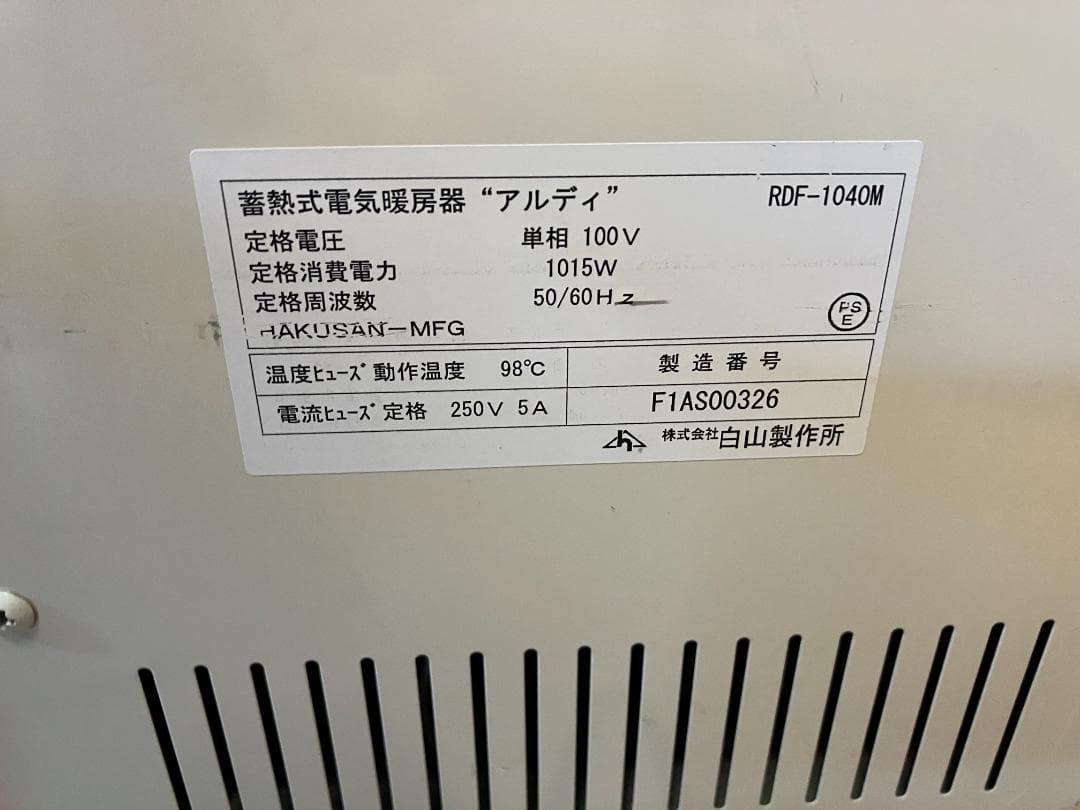 蓄熱式電気暖房器 “アルディ” RDF-1040M
定格電圧 単相 100V
定格消費電力 1015W
定格周波数 50/60Hz
PS
E
HAKUSAN-MFG
温度ヒューズ動作温度 98℃ 製造番号
電流ヒューズ定格 250V 5A F1AS00326
株式会社白山製作所